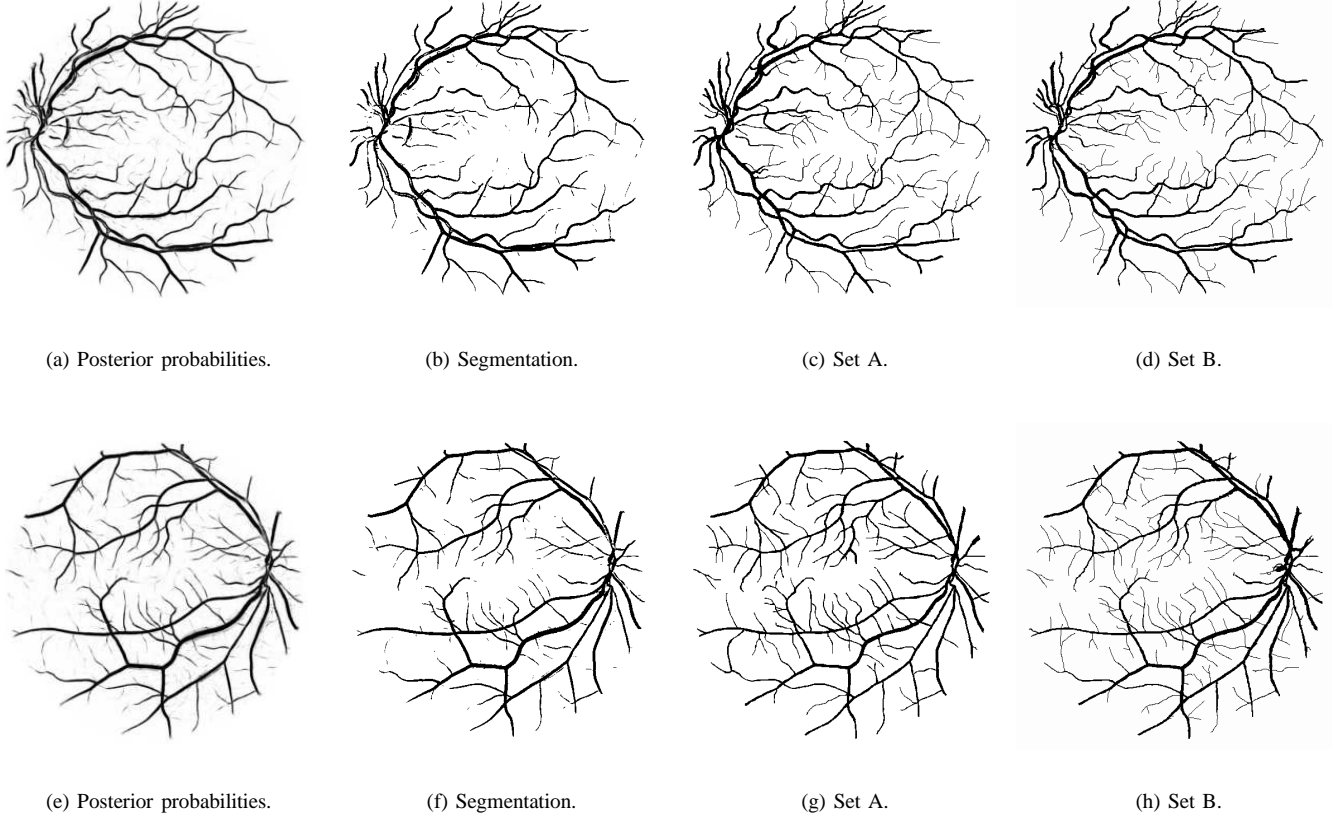 (a) Posterior probabilities.
(b) Segmentation.
(c) Set A.
(d) Set B.
(e) Posterior probabilities.
(f) Segmentation.
(g) Set A.
(h) Set B.